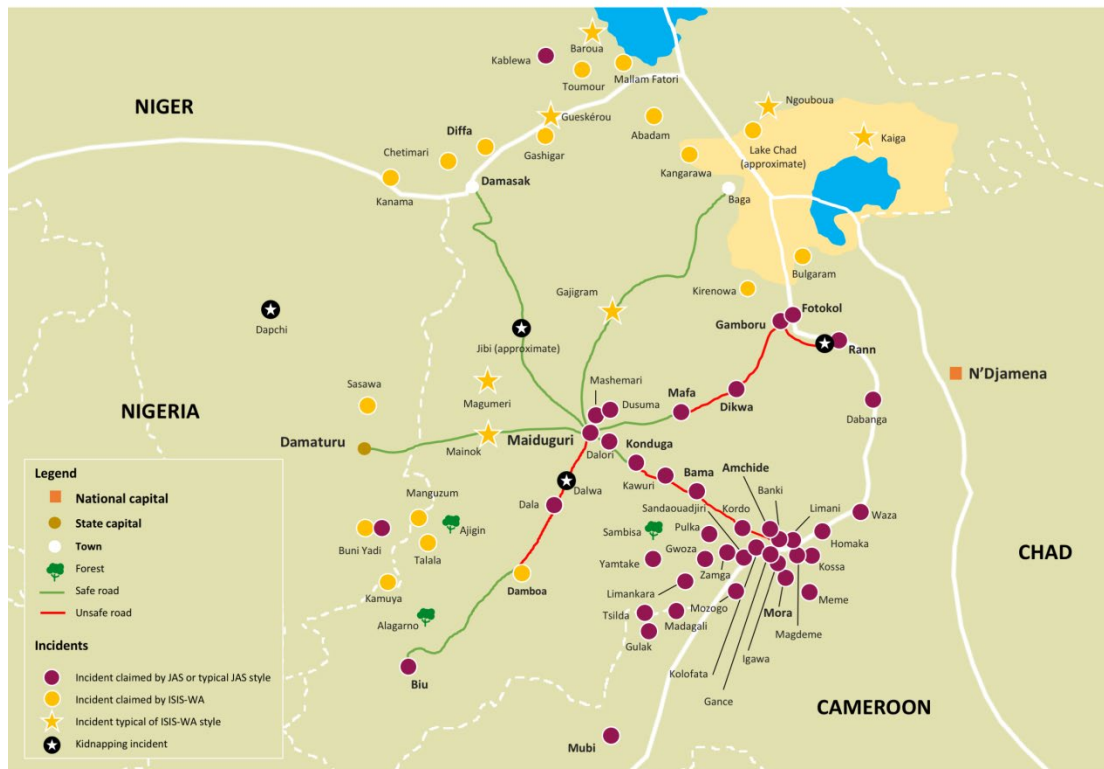 Baroua
Kablewa
Toumour
Mallam Fatori
NIGER
Ngouboua
Gueskérou
Diffa
Abadam
Kaiga
Chetimari
Gashigar
Lake Chad
(approximate)
Kangarawa
Damasak
Kanama
Baga
Bulgaram
Kirenowa
Gajigram
Fotokol
Dapchi
Gamboru
Jibi (approximate)
Rann
N'Djamena
Sasawa
Magumeri
Mashemari
Dusuma
Mafa
Dikwa
Dabanga
NIGERIA
Damaturu
Mainok
Maiduguri
Dalori
Konduga
Legend
National capital
State capital
Town
Forest
Safe road
Unsafe road
Incidents
Incident claimed by JAS or typical JAS style
Incident claimed by ISIS-WA
Incident typical of ISIS-WA style
Kidnapping incident
Kawuri
Bama
Amchide
Banki
Dalwa
Dala
Sandaouadjiri
Kordo
Limani
Manguzum
Ajigin
Sambisa
Pulka
Waza
Buni Yadi
Talala
Gwoza
Homaka
CHAD
Yamtake
Zamga
Kossa
Kamuya
Damboa
Limankara
Mozogo
Mora
Meme
Alagarno
Tsilda
Madagali
Magdeme
Gulak
Igawa
Biu
Kolofata
Gance
CAMEROON
Mubi